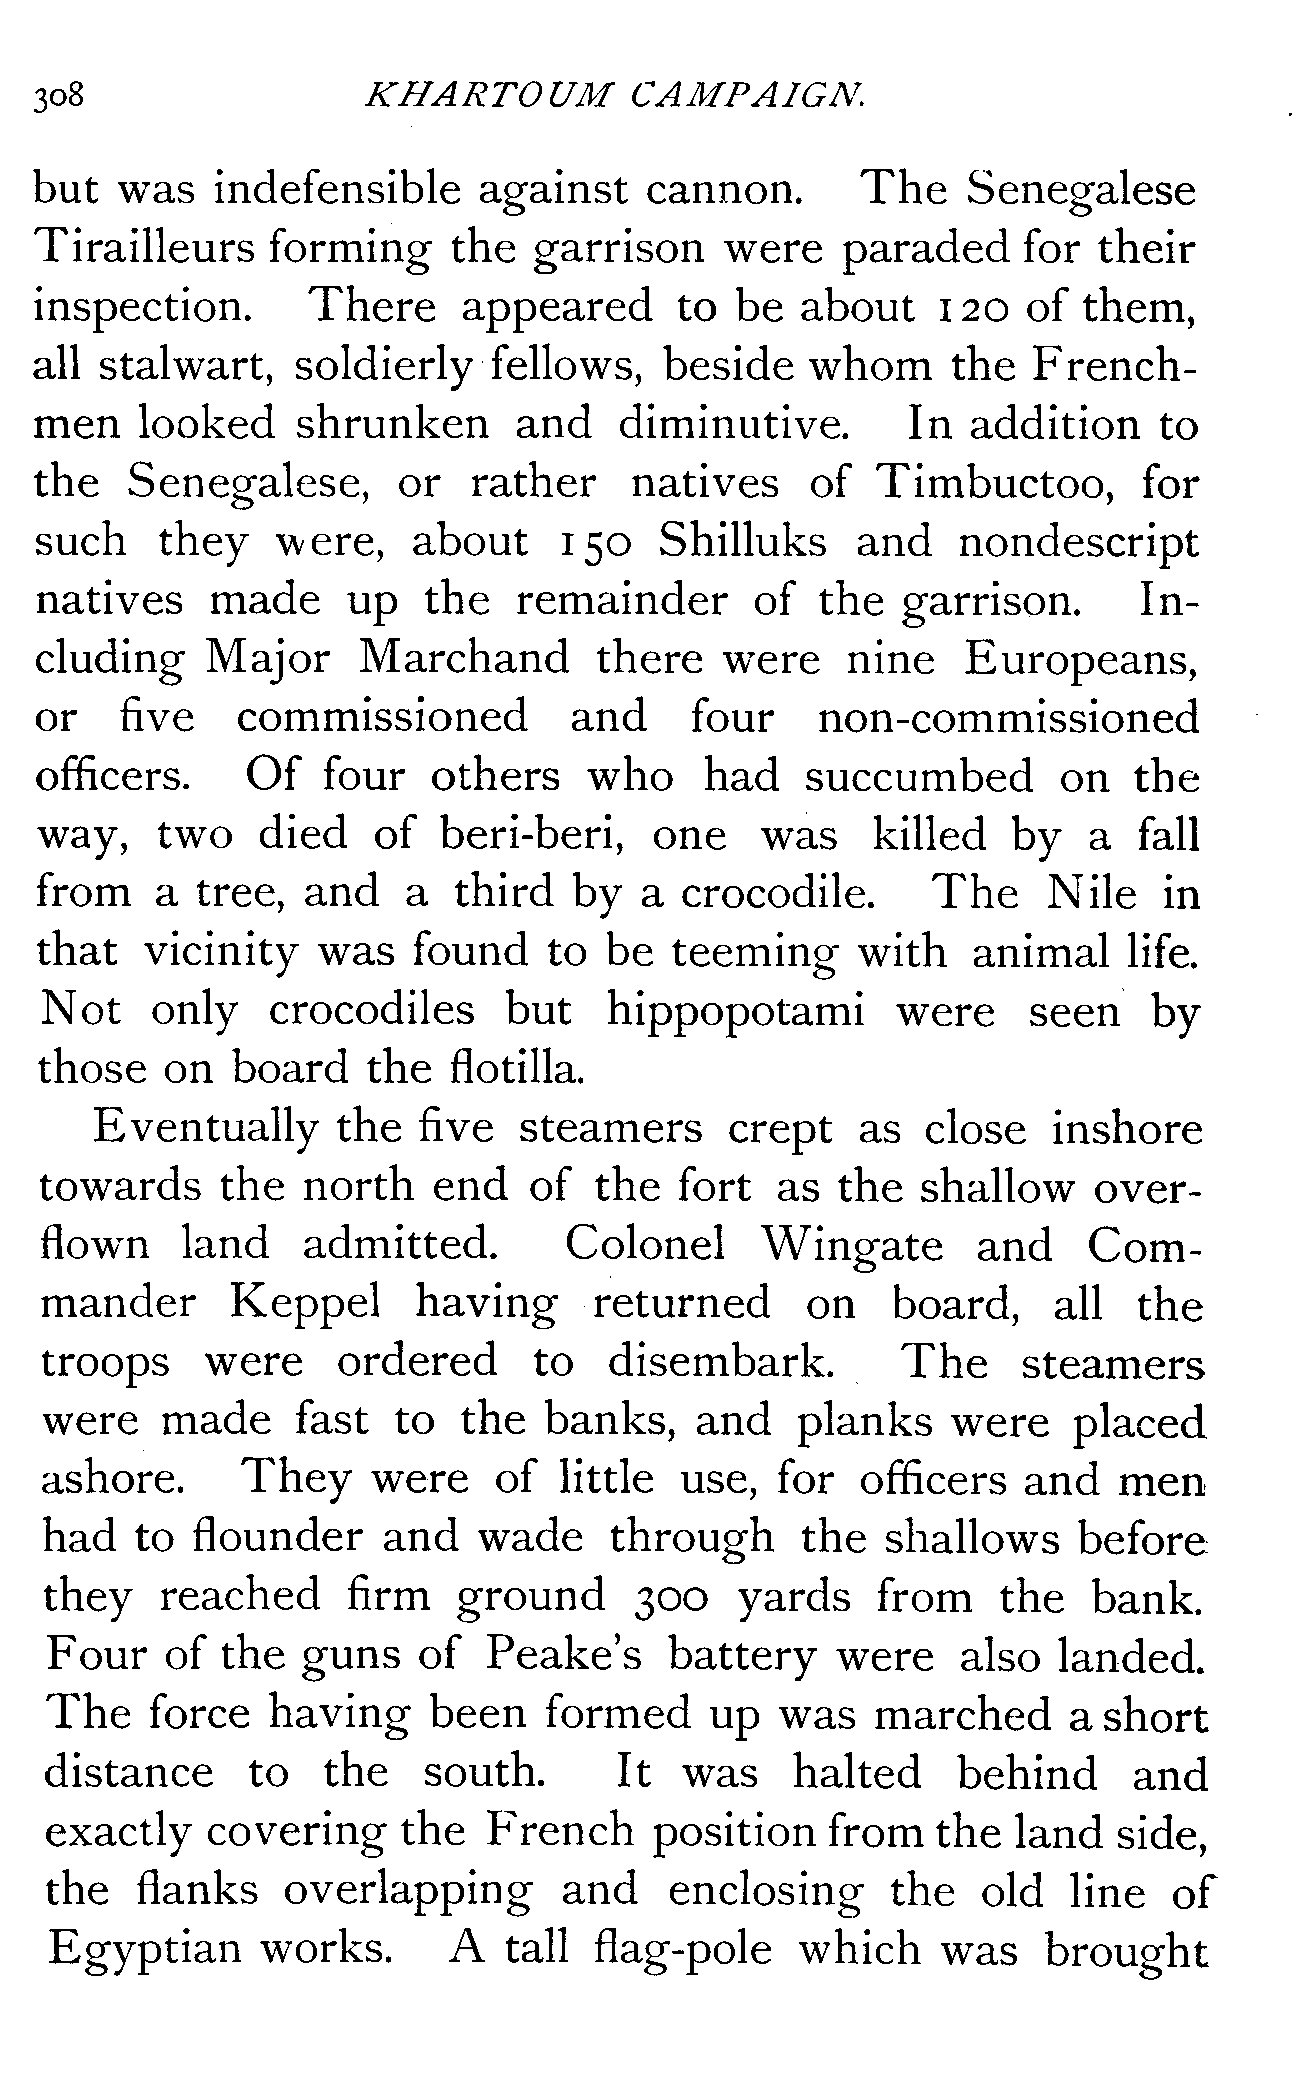 308 KHARTOUM CAMPAIGN.
but was indefensible against cannon. The Senegalese
Tirailleurs forming the garrison were paraded for their
inspection. There appeared to be about 120 of them,
all stalwart, soldierly fellows, beside whom the French-
men looked shrunken and diminutive. In addition to
the Senegalese, or rather natives of Timbuctoo, for
such they were, about 150 Shilluks and nondescript
natives made up the remainder of the garrison. In-
cluding Major Marchand there were nine Europeans,
or five commissioned and four non-commissioned
officers. Of four others who had succumbed on the
way, two died of beri-beri, one was killed by a fall
from a tree, and a third by a crocodile. The Nile in
that vicinity was found to be teeming with animal life.
Not only crocodiles but hippopotami were seen by
those on board the flotilla.
Eventually the five steamers crept as close inshore
towards the north end of the fort as the shallow over-
flown land admitted. Colonel Wingate and Com-
mander Keppel having returned on board, all the
troops were ordered to disembark. The steamers
were made fast to the banks, and planks were placed
ashore. They were of little use, for officers and men
had to flounder and wade through the shallows before
they reached firm ground 300 yards from the bank.
Four of the guns of Peake's battery were also landed.
The force having been formed up was marched a short
distance to the south. It was halted behind and
exactly covering the French position from the land side,
the flanks overlapping and enclosing the old line of
Egyptian works. A tall flag-pole which was brought